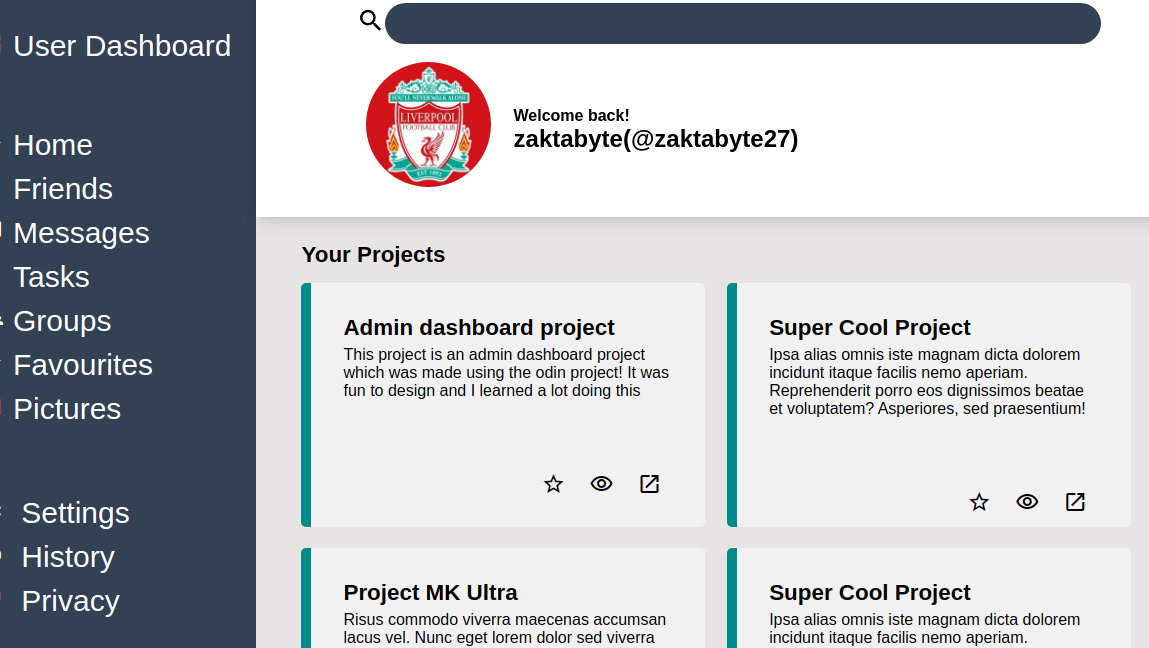 User Dashboard
Home
Friends
Messages
Tasks
Groups
Favourites
Pictures
Settings
History
Privacy
YOU'LL NEVER WALK ALONE
LIVERPOOL
FOOTBALL CLUB
EST 1892
Welcome back!
zaktabyte(@zaktabyte27)
Your Projects
Admin dashboard project
This project is an admin dashboard project
which was made using the odin project! It was
fun to design and I learned a lot doing this
Super Cool Project
Ipsa alias omnis iste magnam dicta dolorem
incidunt itaque facilis nemo aperiam.
Reprehenderit porro eos dignissimos beatae
et voluptatem? Asperiores, sed praesentium!
Project MK Ultra
Risus commodo viverra maecenas accumsan
lacus vel. Nunc eget lorem dolor sed viverra
Super Cool Project
Ipsa alias omnis iste magnam dicta dolorem
incidunt itaque facilis nemo aperiam.